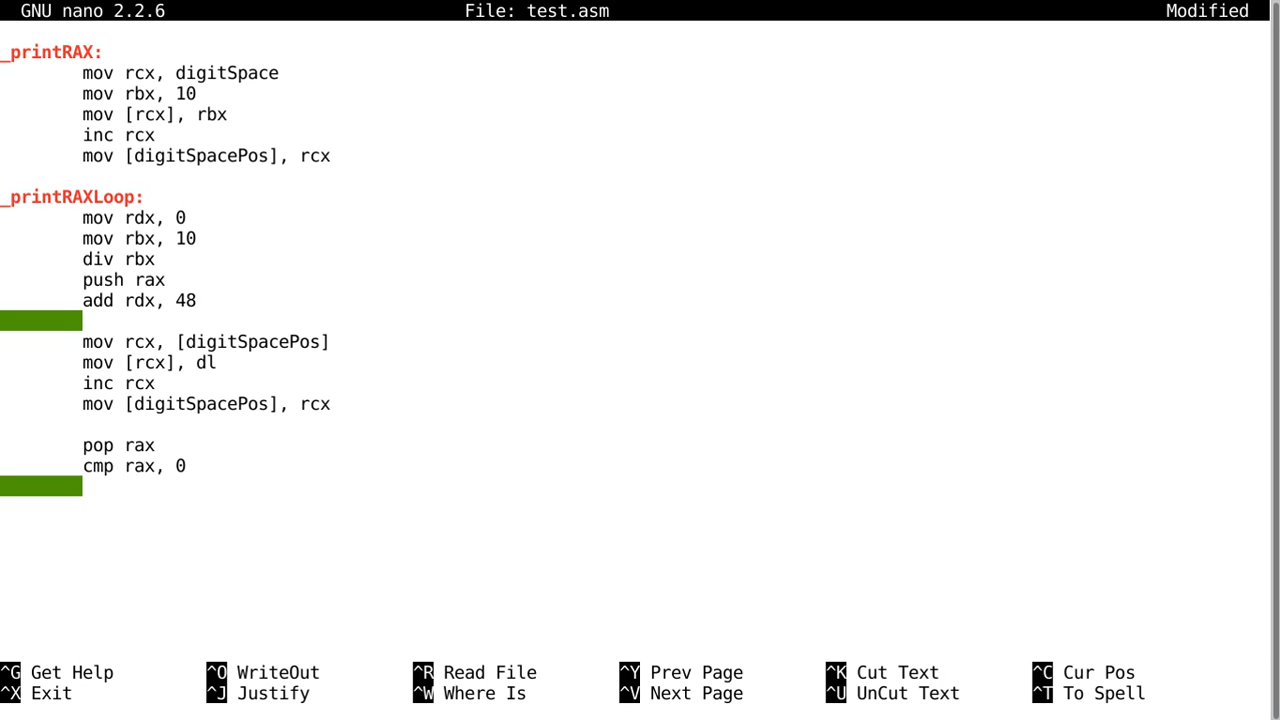 GNU nano 2.2.6 File: test.asm Modified
_printRAX:
mov rcx, digitSpace
mov rbx, 10
mov [rcx], rbx
inc rcx
mov [digitSpacePos], rcx
_printRAXLoop:
mov rdx, 0
mov rbx, 10
div rbx
push rax
add rdx, 48
mov rcx, [digitSpacePos]
mov [rcx], dl
inc rcx
mov [digitSpacePos], rcx
pop rax
cmp rax, 0
^G Get Help ^O WriteOut ^R Read File ^Y Prev Page ^K Cut Text ^C Cur Pos
^X Exit ^J Justify ^W Where Is ^V Next Page ^U UnCut Text ^T To Spell